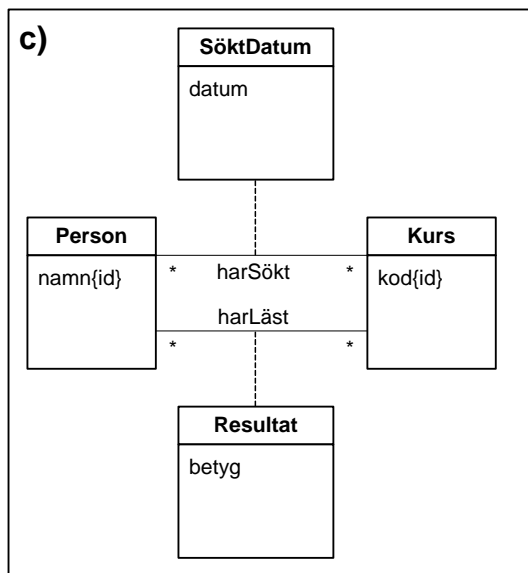 c)
SöktDatum
datum
Person
namn{id}
Kurs
kod{id}
* harSökt *
harLäst
* *
Resultat
betyg